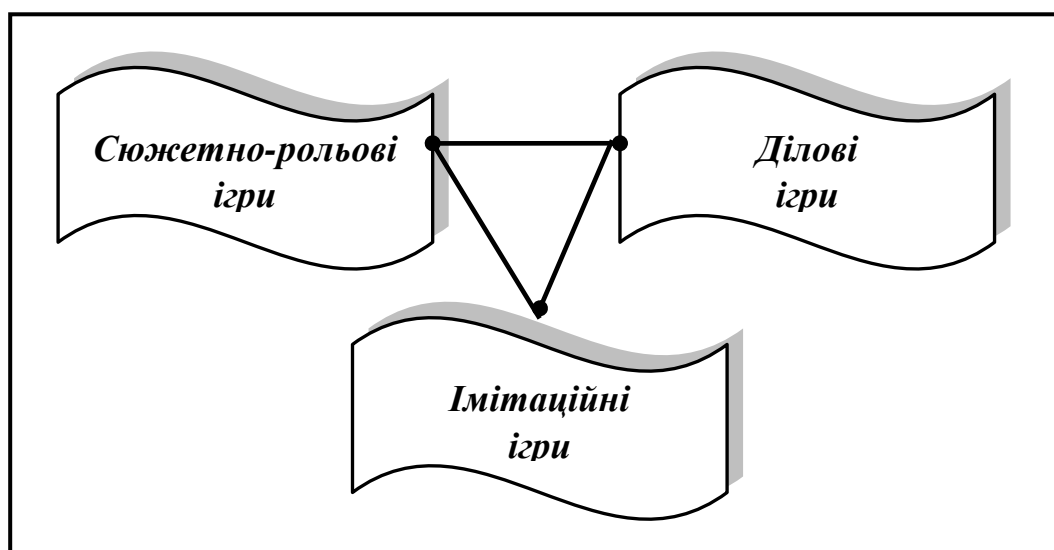 Сюжетно-рольові
ігри
Ділові
ігри
Імітаційні
ігри